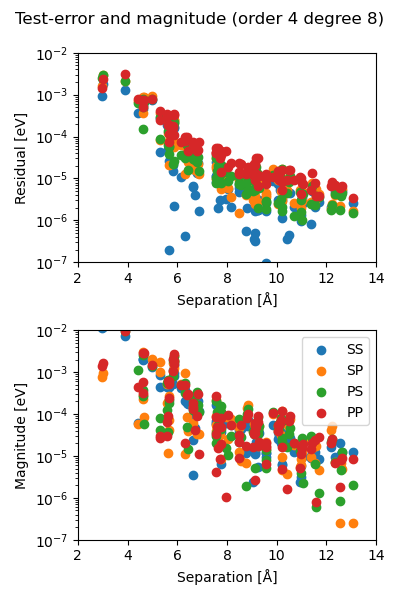 Test-error and magnitude (order 4 degree 8)
10⁻²
10⁻³
10⁻⁴
10⁻⁵
10⁻⁶
10⁻⁷
Residual [eV]
2 4 6 8 10 12 14
Separation [Å]
10⁻²
10⁻³
10⁻⁴
10⁻⁵
10⁻⁶
10⁻⁷
Magnitude [eV]
SS
SP
PS
PP
2 4 6 8 10 12 14
Separation [Å]